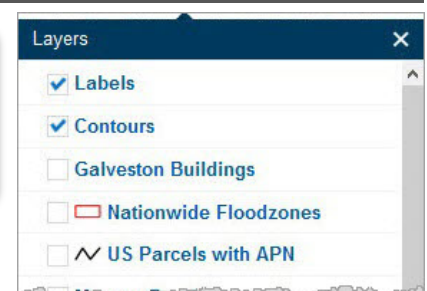 Layers
Labels
Contours
Galveston Buildings
Nationwide Floodzones
US Parcels with APN